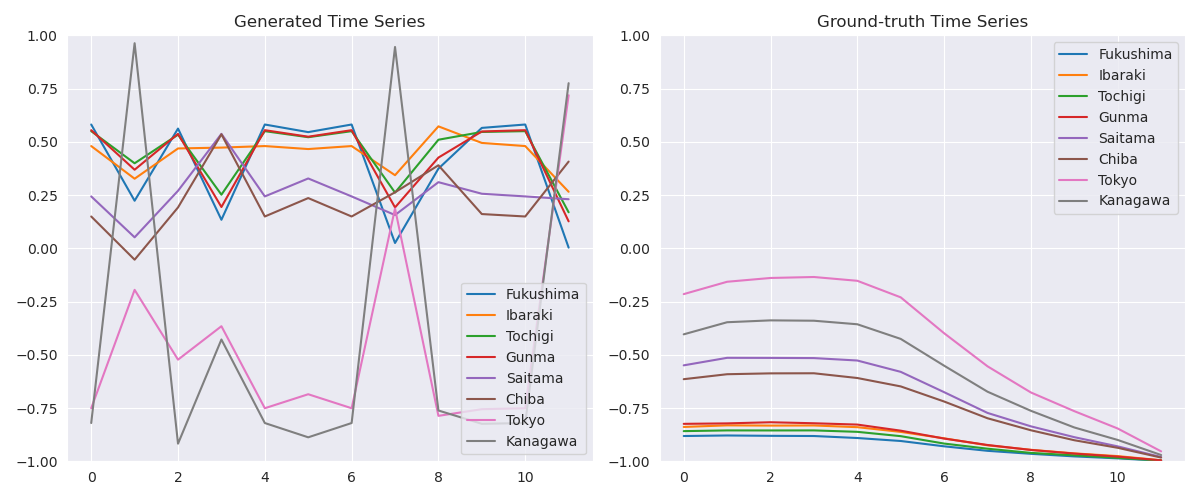 Generated Time Series
1.00
0.75
0.50
0.25
0.00
−0.25
−0.50
−0.75
−1.00
0 2 4 6 8 10
Fukushima
Ibaraki
Tochigi
Gunma
Saitama
Chiba
Tokyo
Kanagawa
Ground-truth Time Series
1.00
0.75
0.50
0.25
0.00
−0.25
−0.50
−0.75
−1.00
0 2 4 6 8 10
Fukushima
Ibaraki
Tochigi
Gunma
Saitama
Chiba
Tokyo
Kanagawa